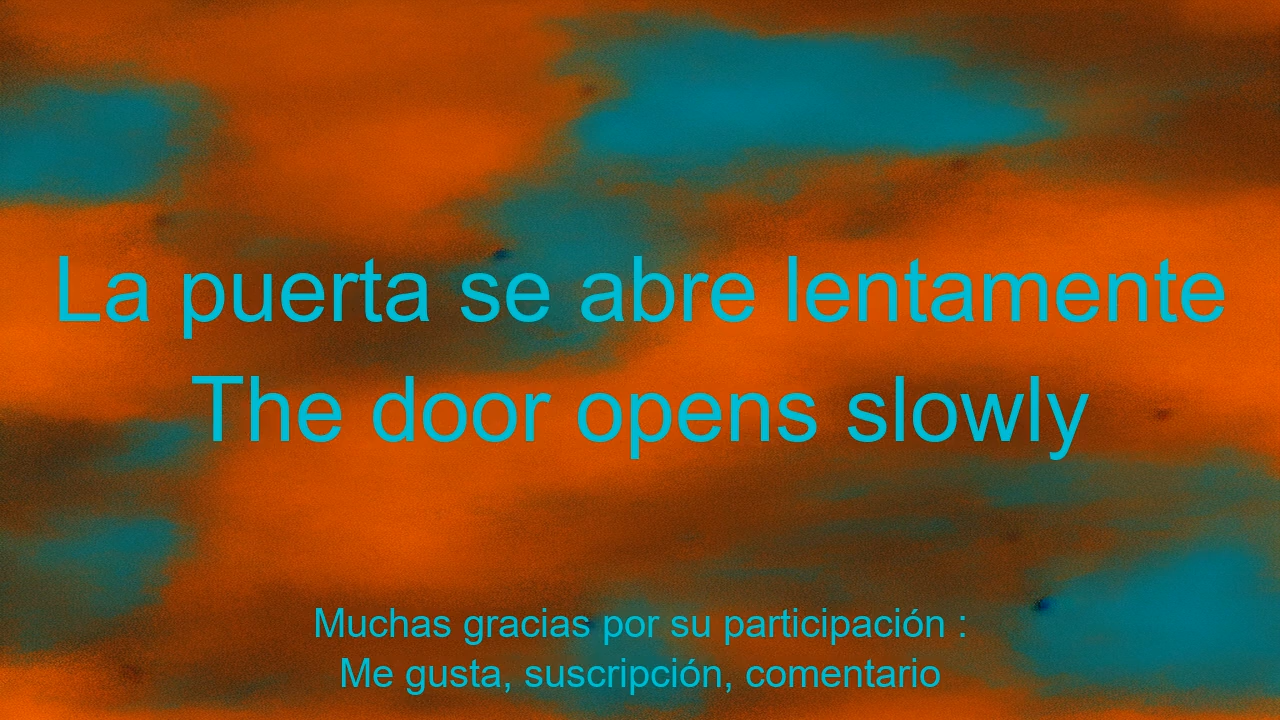 La puerta se abre lentamente
The door opens slowly
Muchas gracias por su participación :
Me gusta, suscripción, comentario